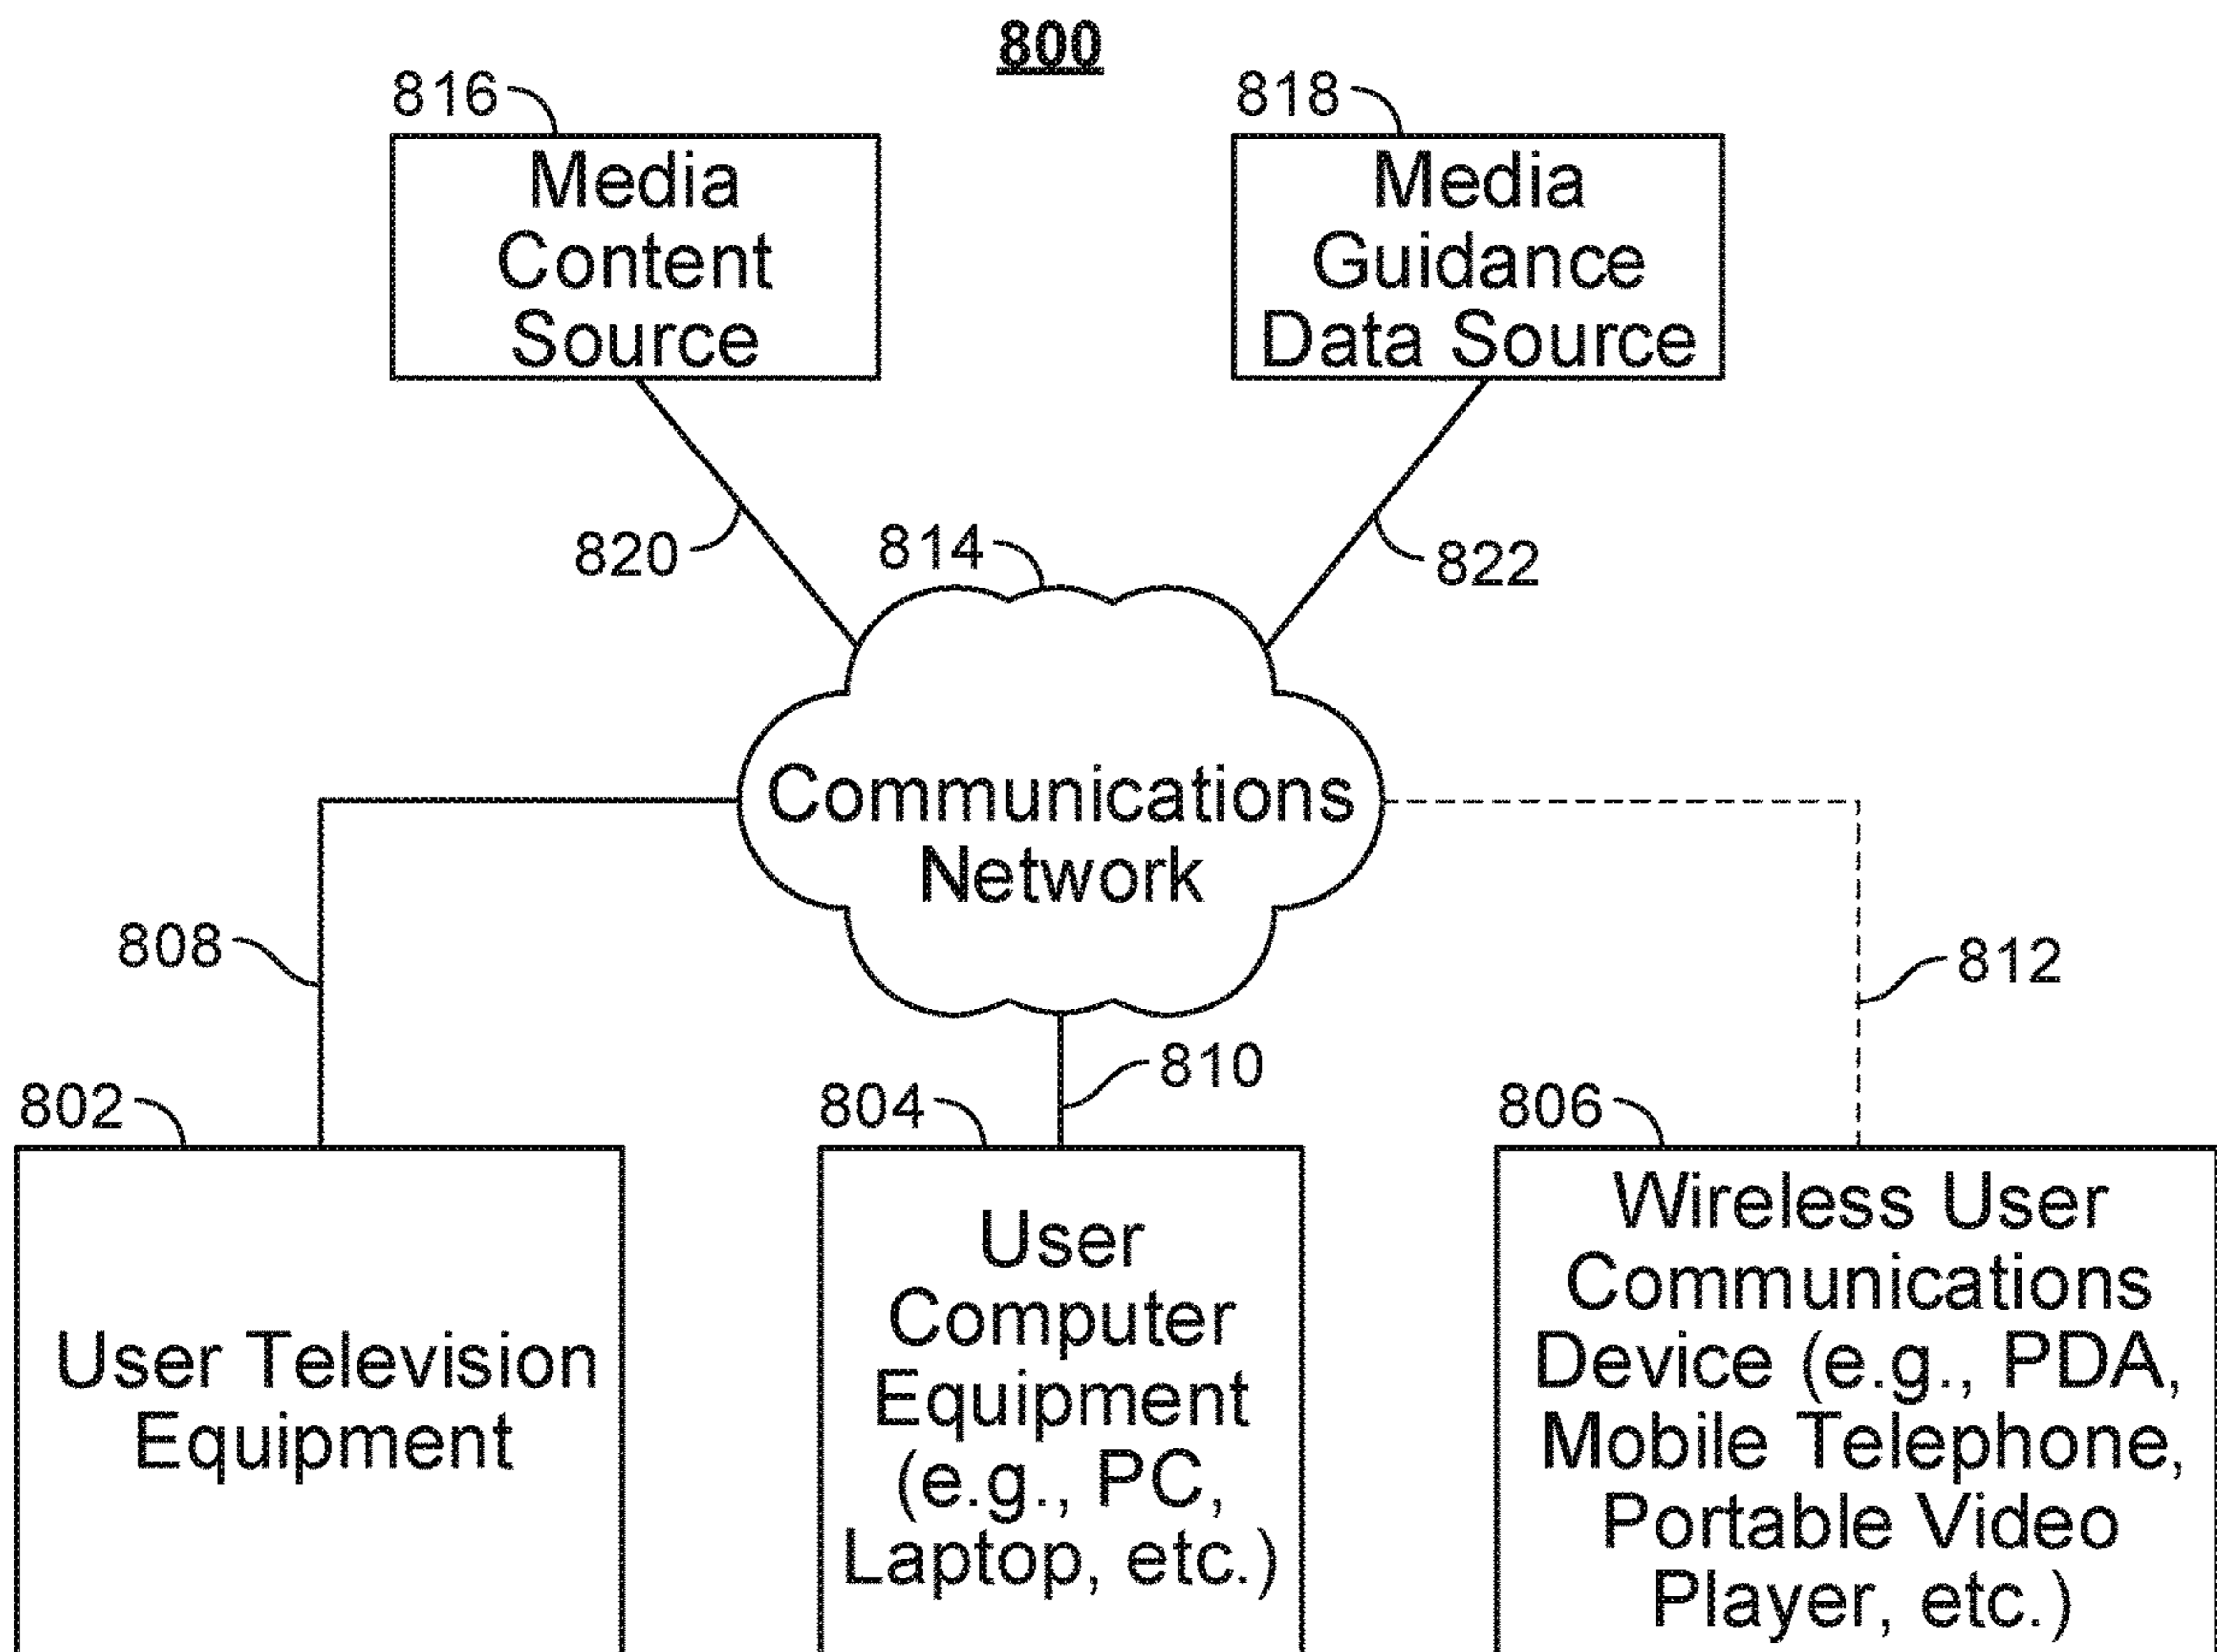 800
816
818
Media
Content
Source
Media
Guidance
Data Source
820
814
822
Communications
Network
808
812
810
802
804
806
User Television
Equipment
User
Computer
Equipment
(e.g., PC,
Laptop, etc.)
Wireless User
Communications
Device (e.g., PDA,
Mobile Telephone,
Portable Video
Player, etc.)